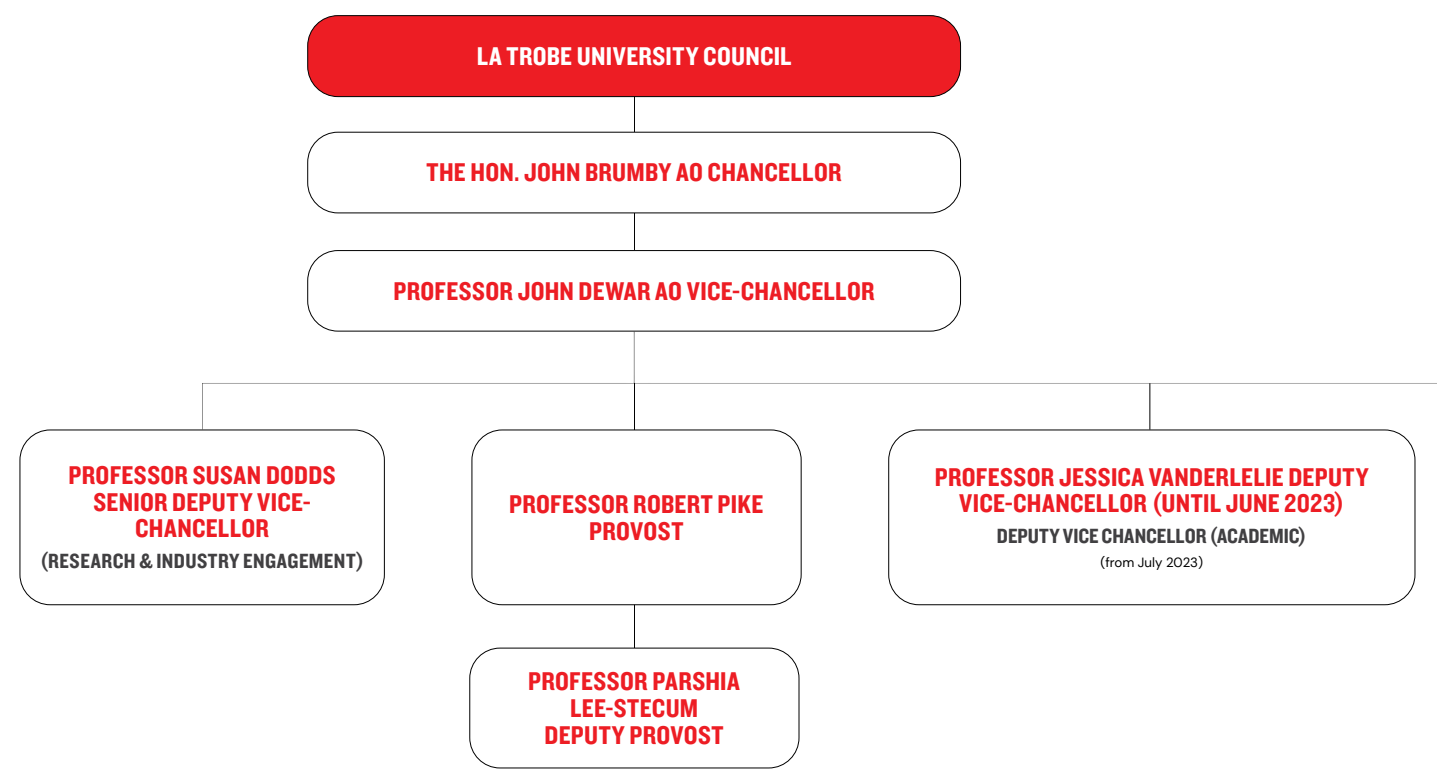 LA TROBE UNIVERSITY COUNCIL
THE HON. JOHN BRUMBY AO CHANCELLOR
PROFESSOR JOHN DEWAR AO VICE-CHANCELLOR
PROFESSOR SUSAN DODDS
SENIOR DEPUTY VICE-
CHANCELLOR
(RESEARCH & INDUSTRY ENGAGEMENT)
PROFESSOR ROBERT PIKE
PROVOST
PROFESSOR JESSICA VANDERLELIE DEPUTY
VICE-CHANCELLOR (UNTIL JUNE 2023)
DEPUTY VICE CHANCELLOR (ACADEMIC)
(from July 2023)
PROFESSOR PARSHIA
LEE-STECUM
DEPUTY PROVOST